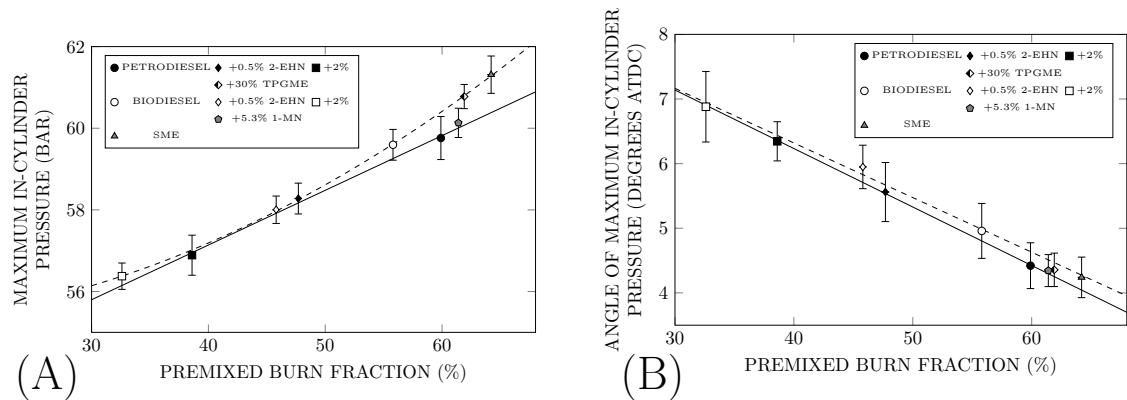 62
60
58
56
30 40 50 60
MAXIMUM IN-CYLINDER
PRESSURE (BAR)
PREMIXED BURN FRACTION (%)
PETRODIESEL +0.5% 2-EHN +2%
+30% TPGME
BIODIESEL +0.5% 2-EHN +2%
+5.3% 1-MN
SME
(A)
8
7
6
5
4
30 40 50 60
ANGLE OF MAXIMUM IN-CYLINDER
PRESSURE (DEGREES ATDC)
PREMIXED BURN FRACTION (%)
PETRODIESEL +0.5% 2-EHN +2%
+30% TPGME
BIODIESEL +0.5% 2-EHN +2%
+5.3% 1-MN
SME
(B)